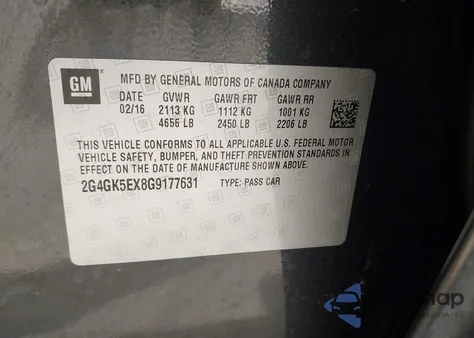 GM
MFD BY GENERAL MOTORS OF CANADA COMPANY
DATE GVWR GAWR FRT GAWR RR
02/16 2113 KG 1112 KG 1001 KG
4656 LB 2450 LB 2206 LB
THIS VEHICLE CONFORMS TO ALL APPLICABLE U.S. FEDERAL MOTOR
VEHICLE SAFETY, BUMPER, AND THEFT PREVENTION STANDARDS IN
EFFECT ON THE DATE OF MANUFACTURE SHOWN ABOVE.
2G4GK5EX8G9177631 TYPE: PASS CAR